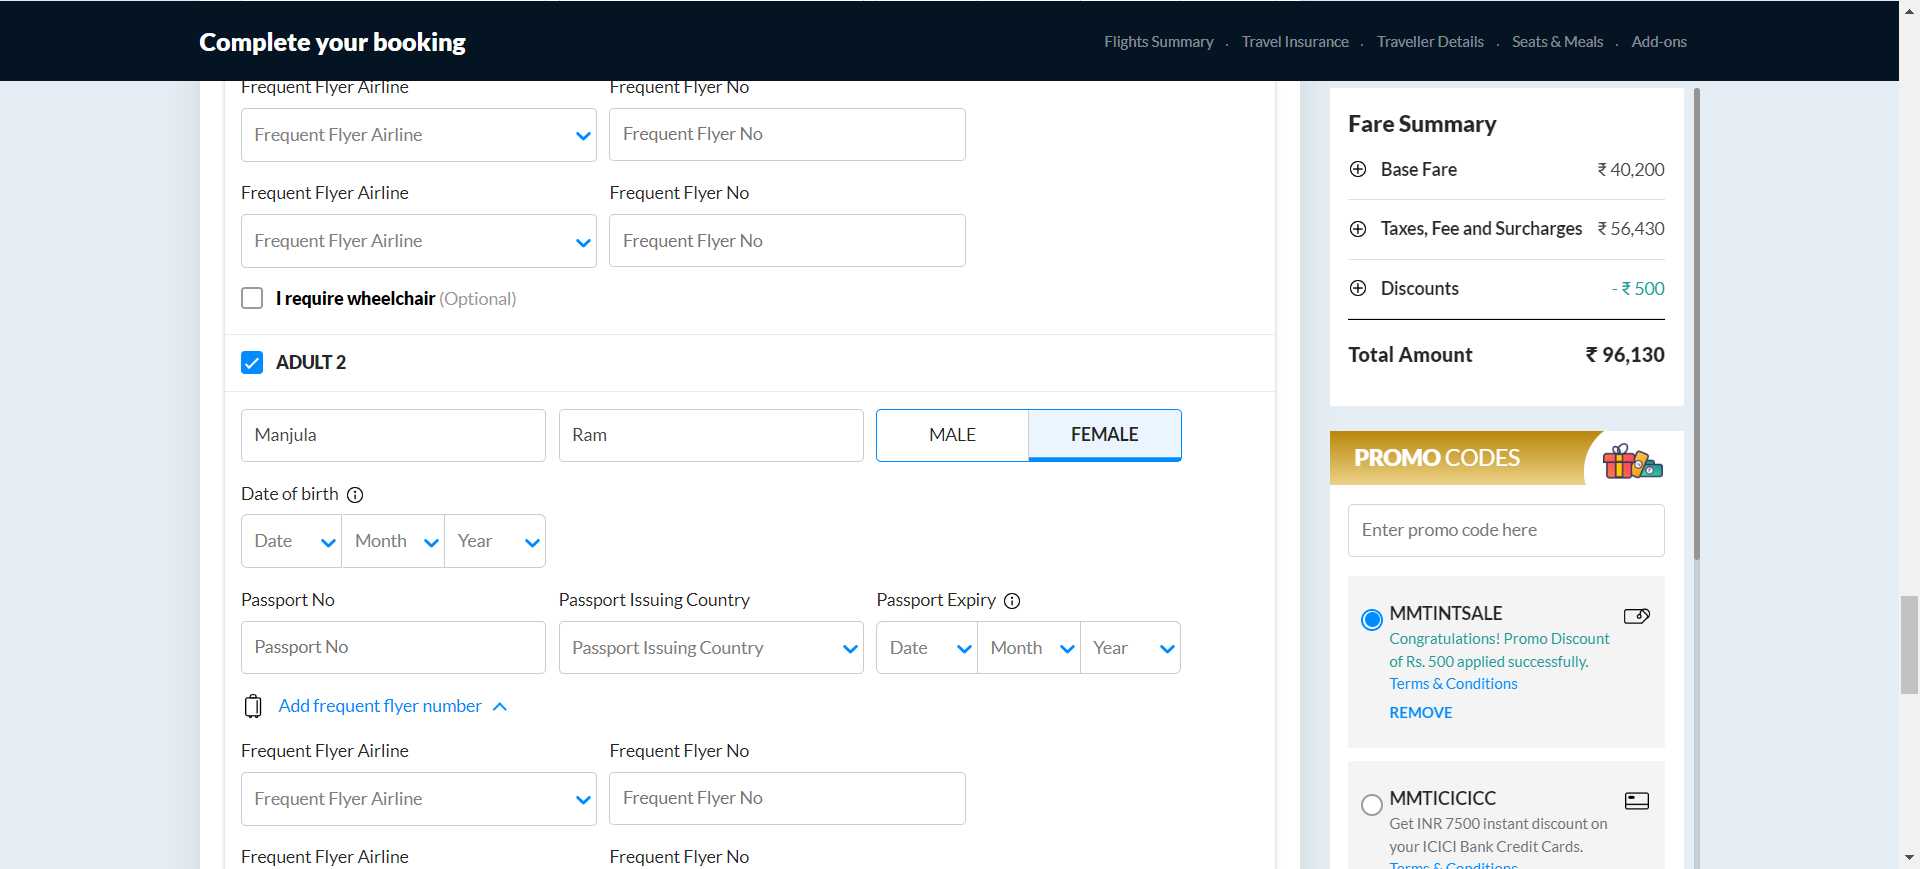 Complete your booking
Flights Summary . Travel Insurance . Traveller Details . Seats & Meals . Add-ons
Frequent Flyer Airline
Frequent Flyer No
Frequent Flyer Airline
Frequent Flyer No
Frequent Flyer Airline
Frequent Flyer No
Frequent Flyer Airline
Frequent Flyer No
I require wheelchair (Optional)
ADULT 2
Manjula
Ram
MALE
FEMALE
Date of birth
Date
Month
Year
Passport No
Passport Issuing Country
Passport Expiry
Passport No
Passport Issuing Country
Date
Month
Year
Add frequent flyer number
Frequent Flyer Airline
Frequent Flyer No
Frequent Flyer Airline
Frequent Flyer No
Frequent Flyer Airline
Frequent Flyer No
Fare Summary
Base Fare ₹ 40,200
Taxes, Fee and Surcharges ₹ 56,430
Discounts - ₹ 500
Total Amount ₹ 96,130
PROMO CODES
Enter promo code here
MMTINTSALE
Congratulations! Promo Discount
of Rs. 500 applied successfully.
Terms & Conditions
REMOVE
MMTICICICC
Get INR 7500 instant discount on
your ICICI Bank Credit Cards.
Terms & Conditions